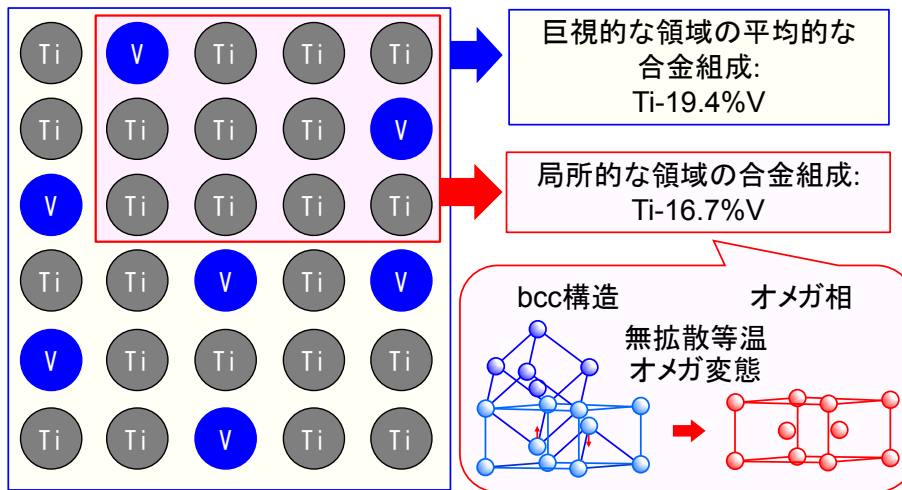 Ti V Ti Ti Ti
Ti Ti Ti Ti V
V Ti Ti Ti Ti
Ti Ti V Ti V
V Ti Ti Ti Ti
Ti Ti V Ti Ti
巨視的な領域の平均的な
合金組成:
Ti-19.4%V
局所的な領域の合金組成:
Ti-16.7%V
bcc構造
オメガ相
無拡散等温
オメガ変態